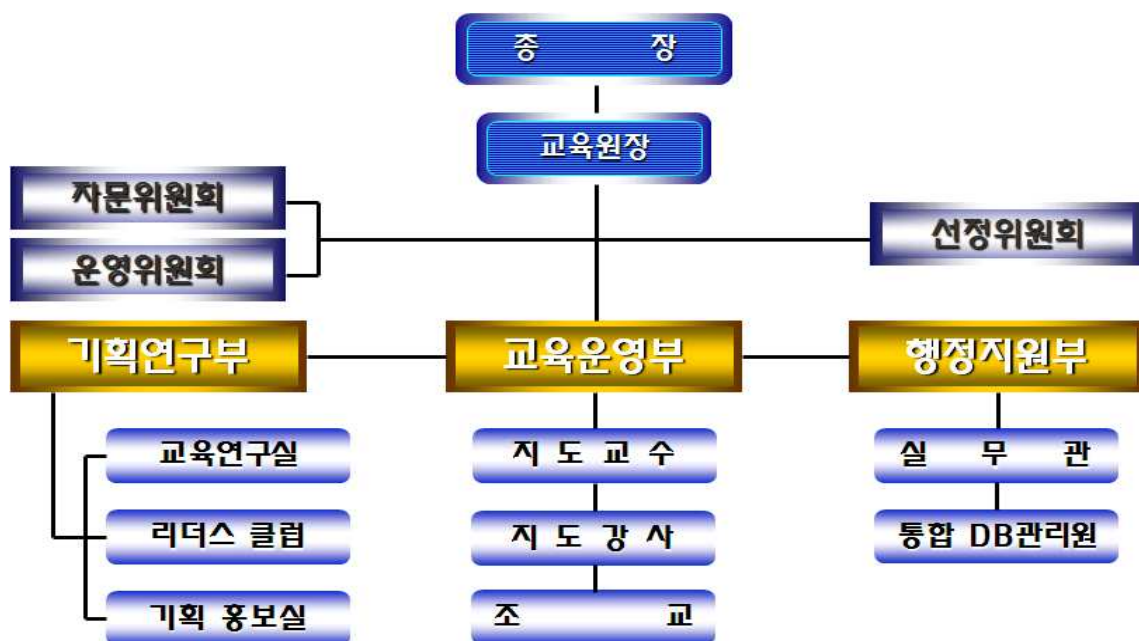 총 장
교육원장
자문위원회
운영위원회
선정위원회
기획연구부
교육운영부
행정지원부
교육연구실
리더스 클럽
기획 홍보실
지 도 교 수
지 도 강 사
조 교
실 무 관
통합 DB관리원